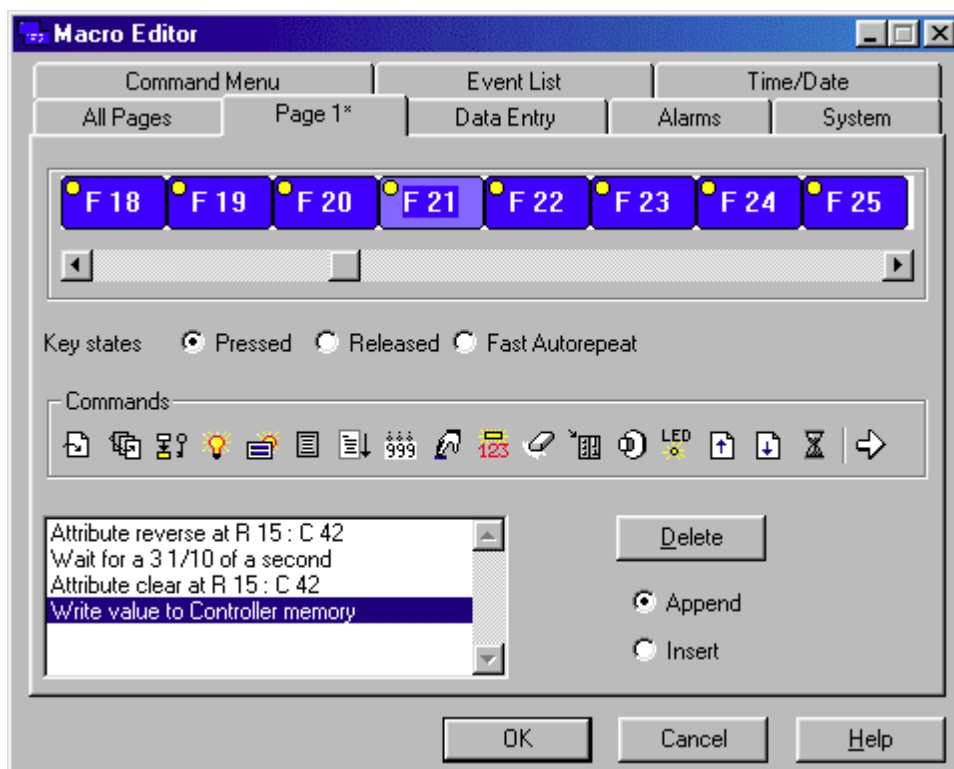 Macro Editor
Command Menu Event List Time/Date
All Pages Page 1* Data Entry Alarms System
F 18 F 19 F 20 F 21 F 22 F 23 F 24 F 25
Key states Pressed Released Fast Autorepeat
Commands
999 123 LED
Attribute reverse at R 15 : C 42
Wait for a 3 1/10 of a second
Attribute clear at R 15 : C 42
Write value to Controller memory
Delete
Append
Insert
OK Cancel Help